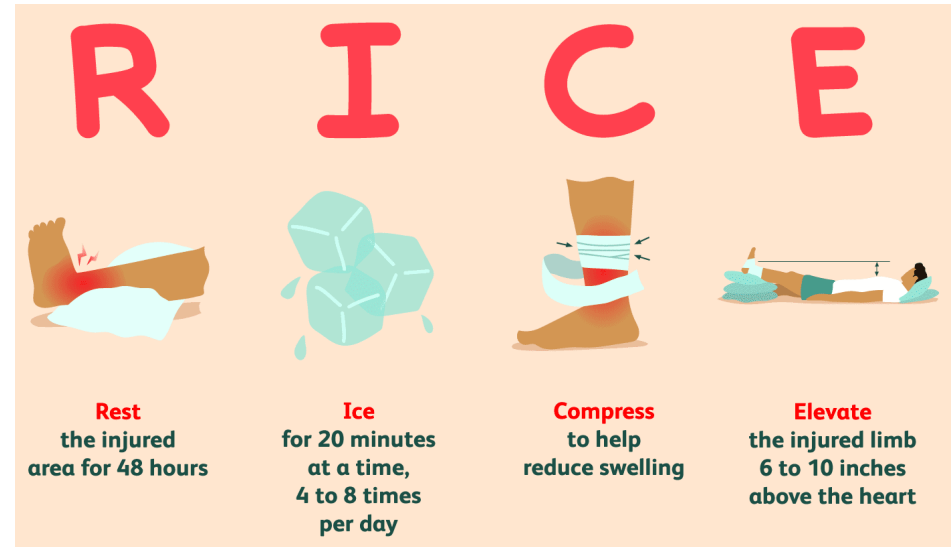 R I C E
Rest
the injured
area for 48 hours
Ice
for 20 minutes
at a time,
4 to 8 times
per day
Compress
to help
reduce swelling
Elevate
the injured limb
6 to 10 inches
above the heart